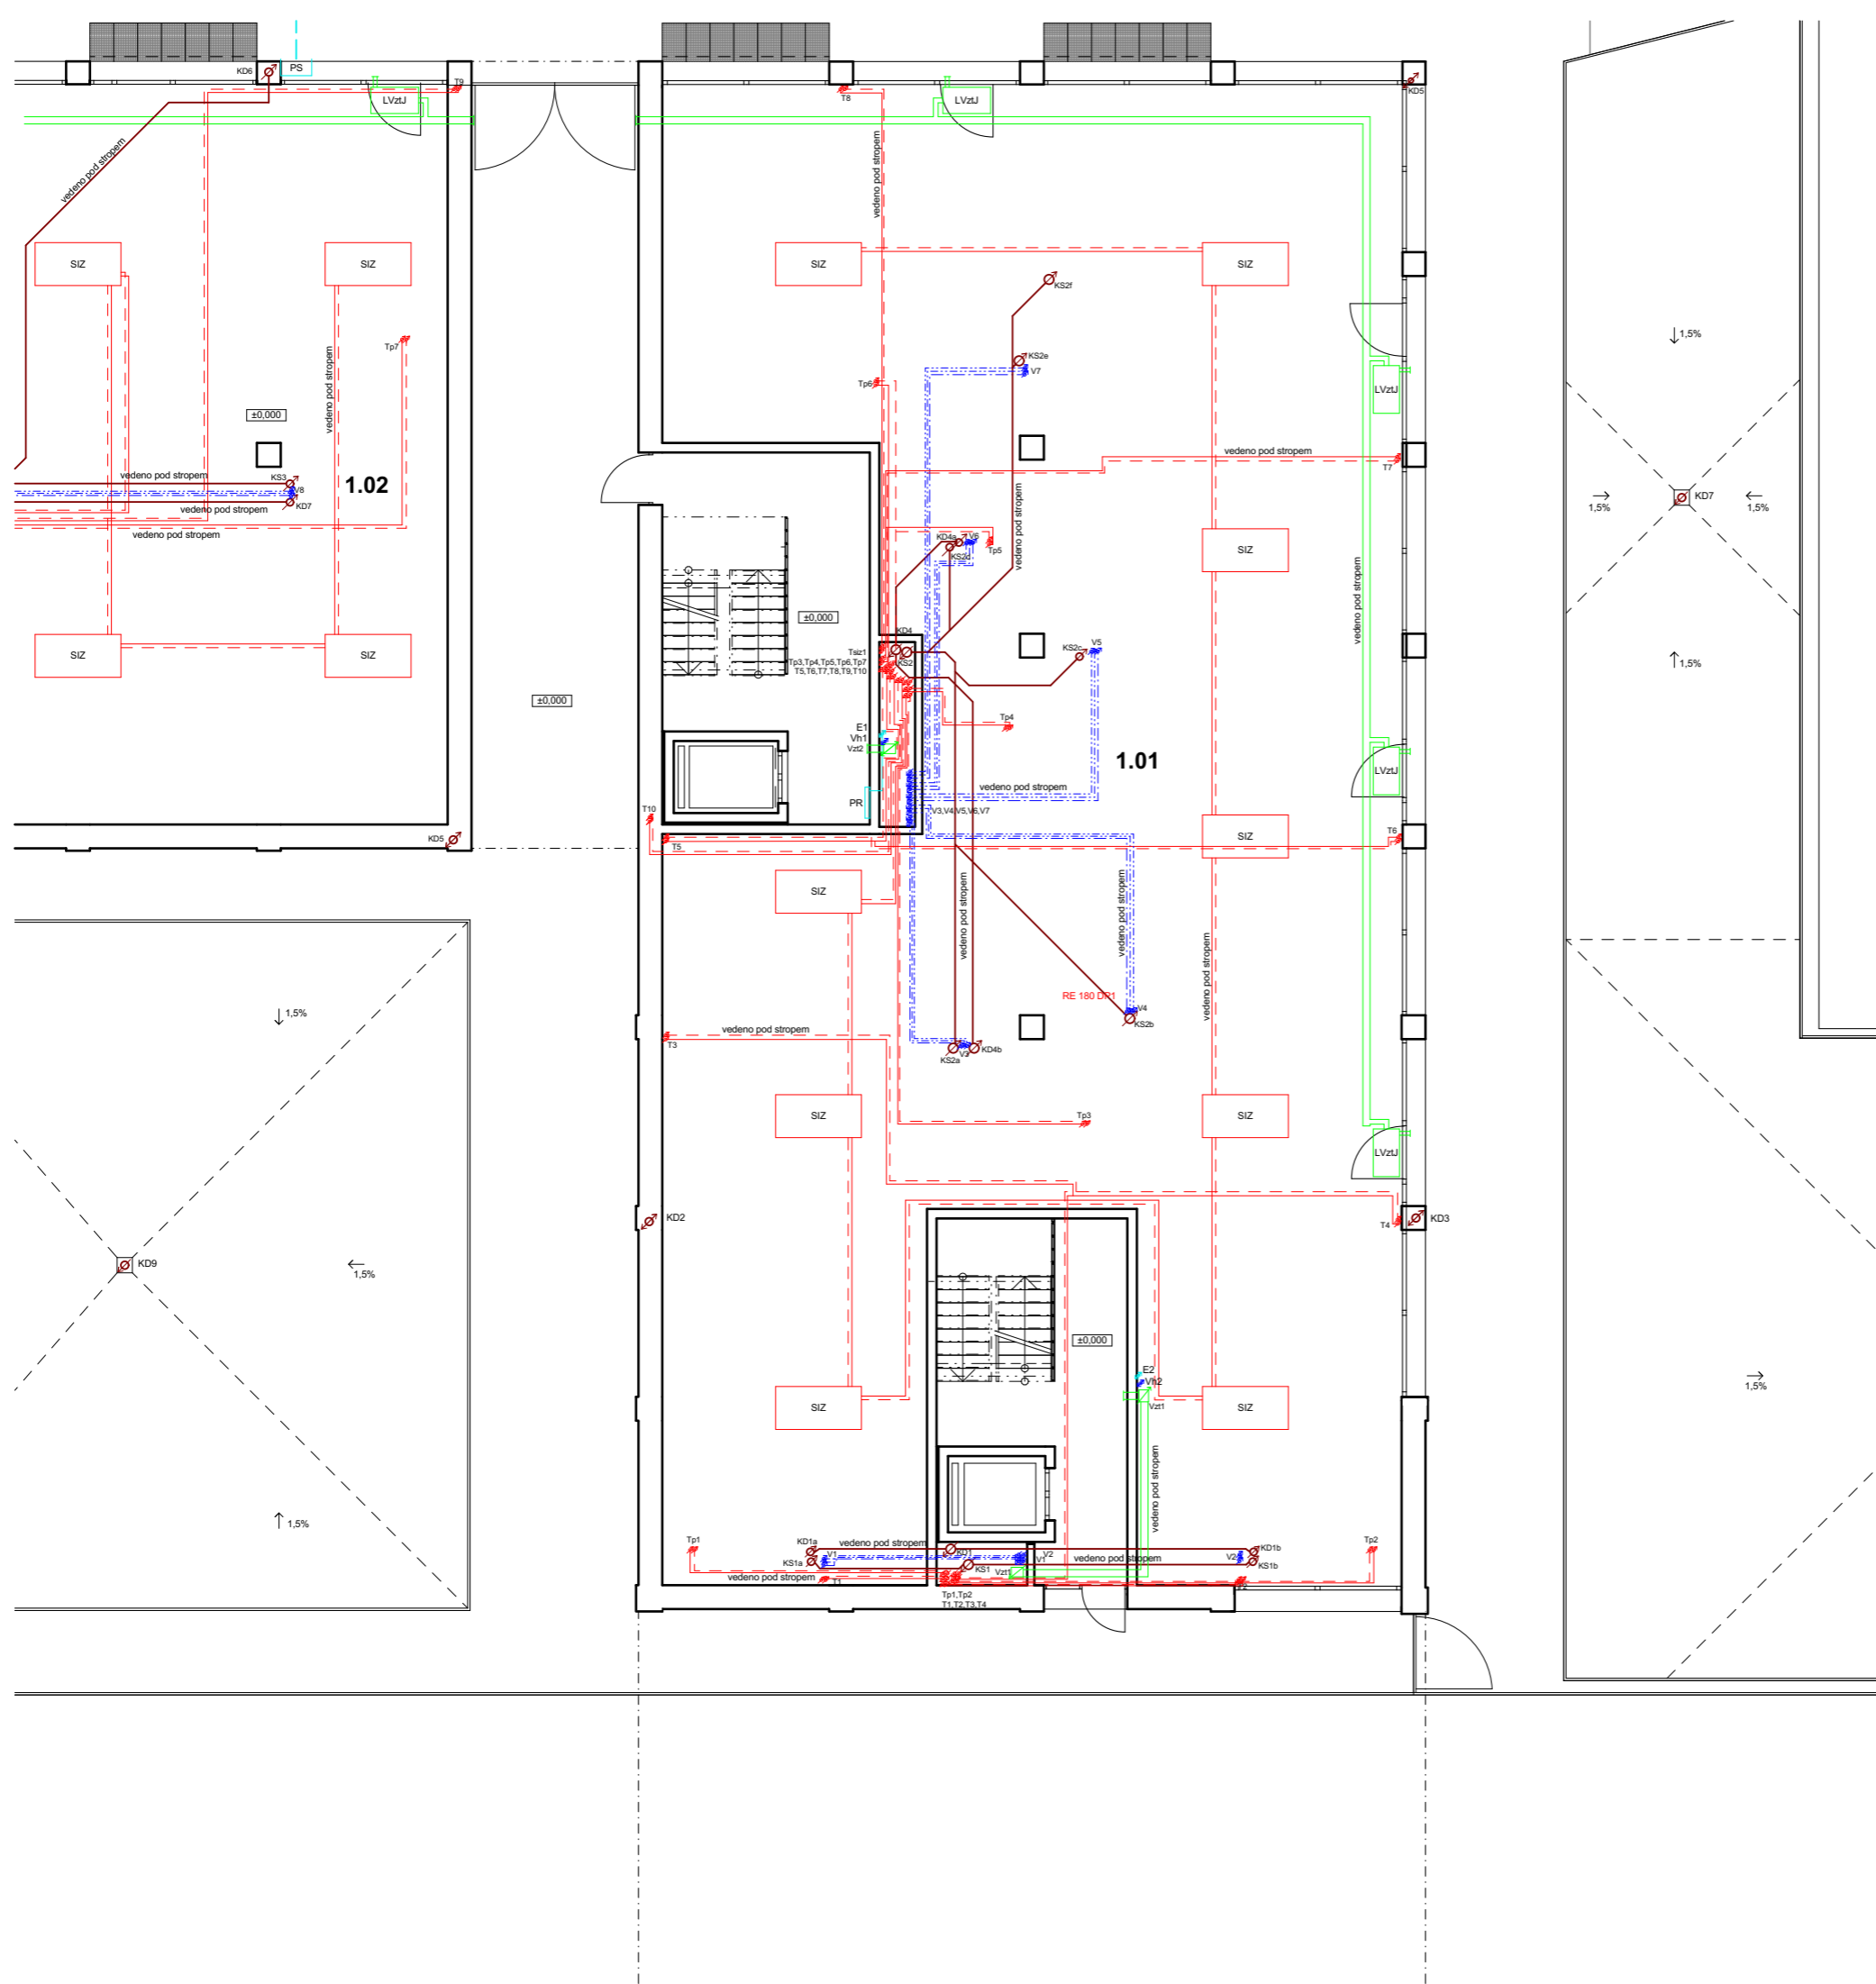 KD6
PS
T9
LVztJ
T8
LVztJ
KD5
vedeno pod stropem
vedeno pod stropem
SIZ
SIZ
SIZ
SIZ
KS2f
1,5%
Tp7
vedeno pod stropem
KS2e
V7
Tp6
LVztJ
±0,000
vedeno pod stropem
T7
vedeno pod stropem
KS3
V8
1.02
KD7
vedeno pod stropem
vedeno pod stropem
vedeno pod stropem
KD7
1,5%
1,5%
KD4a
V6
KS2d
Tp5
SIZ
vedeno pod stropem
±0,000
KD4
SIZ
SIZ
Tsiz1
KS2
Tp3,Tp4,Tp5,Tp6,Tp7
T5,T6,T7,T8,T9,T10
KS2c
V5
1,5%
±0,000
Tp4
E1
Vh1
Vzt2
1.01
LVztJ
vedeno pod stropem
PR
V3,V4,V5,V6,V7
T10
KD5
T5
SIZ
T6
SIZ
vedeno pod stropem
vedeno pod stropem
vedeno pod stropem
RE 180 DP1
1,5%
V4
KS2b
vedeno pod stropem
T3
KS2a
V3
KD4b
SIZ
Tp3
SIZ
LVztJ
KD2
T4
KD3
KD9
1,5%
±0,000
E2
Vh2
Vzt1
1,5%
SIZ
SIZ
vedeno pod stropem
1,5%
Tp1
KD1a
vedeno pod stropem
KD1
V2
KD1b
Tp2
KS1a
V1
V1
vedeno pod stropem
V2
KS1b
KS1
Vzt1
vedeno pod stropem
T1
Tp1,Tp2
T1,T2,T3,T4